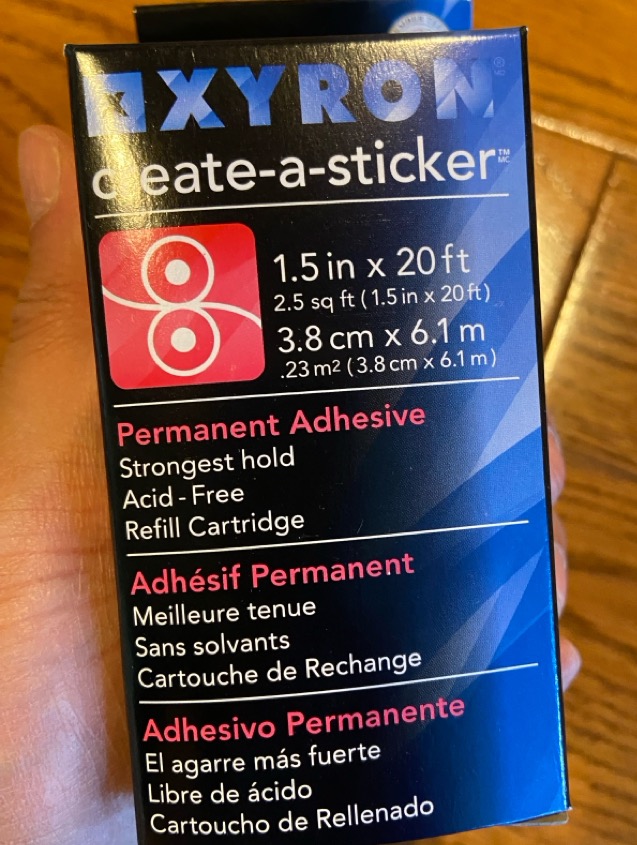 XYRON®
MD
create-a-sticker™
MC
1.5 in x 20 ft
2.5 sq ft (1.5 in x 20 ft)
3.8 cm x 6.1 m
.23 m2 (3.8 cm x 6.1 m)
Permanent Adhesive
Strongest hold
Acid - Free
Refill Cartridge
Adhésif Permanent
Meilleure tenue
Sans solvants
Cartouche de Rechange
Adhesivo Permanente
El agarre más fuerte
Libre de ácido
Cartoucho de Rellenado